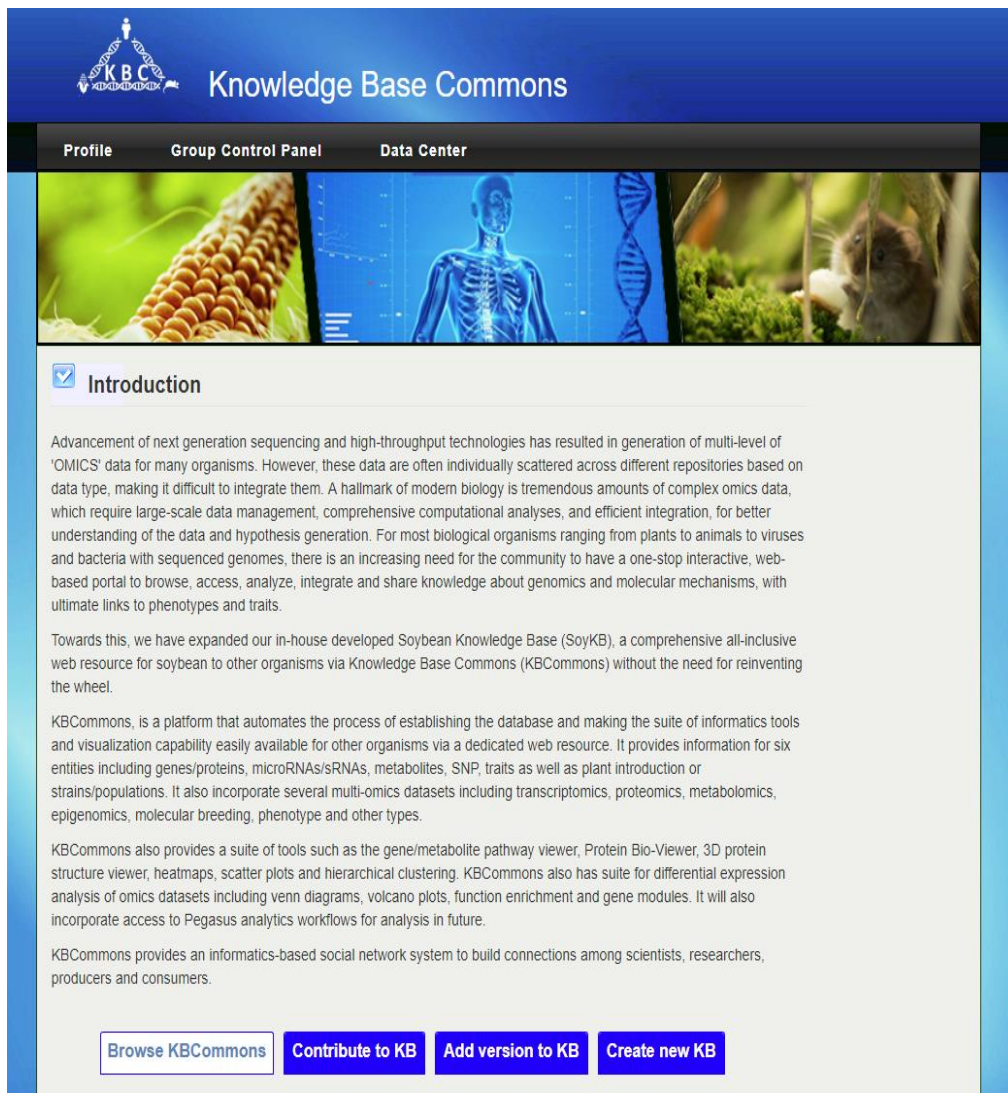 KBC
Knowledge Base Commons
Profile Group Control Panel Data Center
Introduction
Advancement of next generation sequencing and high-throughput technologies has resulted in generation of multi-level of
'OMICS' data for many organisms. However, these data are often individually scattered across different repositories based on
data type, making it difficult to integrate them. A hallmark of modern biology is tremendous amounts of complex omics data,
which require large-scale data management, comprehensive computational analyses, and efficient integration, for better
understanding of the data and hypothesis generation. For most biological organisms ranging from plants to animals to viruses
and bacteria with sequenced genomes, there is an increasing need for the community to have a one-stop interactive, web-
based portal to browse, access, analyze, integrate and share knowledge about genomics and molecular mechanisms, with
ultimate links to phenotypes and traits.
Towards this, we have expanded our in-house developed Soybean Knowledge Base (SoyKB), a comprehensive all-inclusive
web resource for soybean to other organisms via Knowledge Base Commons (KBCommons) without the need for reinventing
the wheel.
KBCommons, is a platform that automates the process of establishing the database and making the suite of informatics tools
and visualization capability easily available for other organisms via a dedicated web resource. It provides information for six
entities including genes/proteins, microRNAs/sRNAs, metabolites, SNP, traits as well as plant introduction or
strains/populations. It also incorporate several multi-omics datasets including transcriptomics, proteomics, metabolomics,
epigenomics, molecular breeding, phenotype and other types.
KBCommons also provides a suite of tools such as the gene/metabolite pathway viewer, Protein Bio-Viewer, 3D protein
structure viewer, heatmaps, scatter plots and hierarchical clustering. KBCommons also has suite for differential expression
analysis of omics datasets including venn diagrams, volcano plots, function enrichment and gene modules. It will also
incorporate access to Pegasus analytics workflows for analysis in future.
KBCommons provides an informatics-based social network system to build connections among scientists, researchers,
producers and consumers.
Browse KBCommons Contribute to KB Add version to KB Create new KB